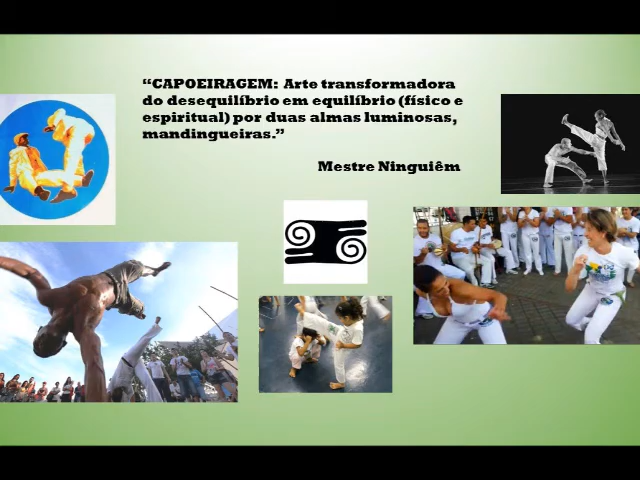 “CAPOEIRAGEM: Arte transformadora
do desequilíbrio em equilíbrio (físico e
espiritual) por duas almas luminosas,
mandingueiras.”
Mestre Ninguiêm